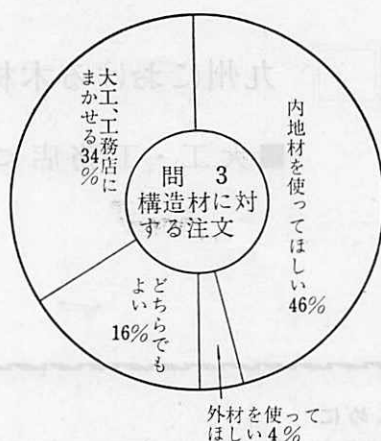 問 3
構造材に対
する注文
内地材を使ってほしい
46%
外材を使って
ほしい4%
どちらでも
よい
16%
大工、工務店に
まかせる
34%